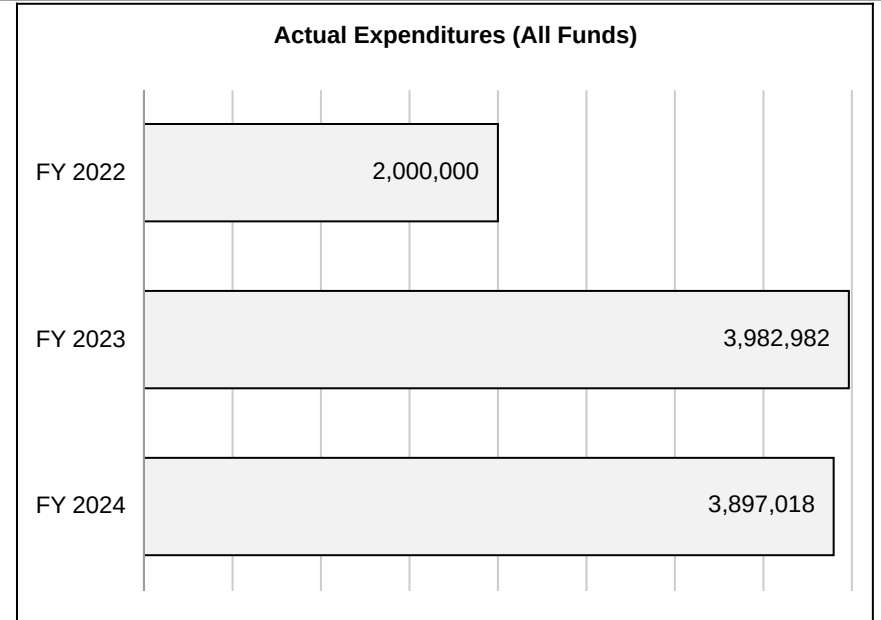 Actual Expenditures (All Funds)
FY 2022 2,000,000
FY 2023 3,982,982
FY 2024 3,897,018